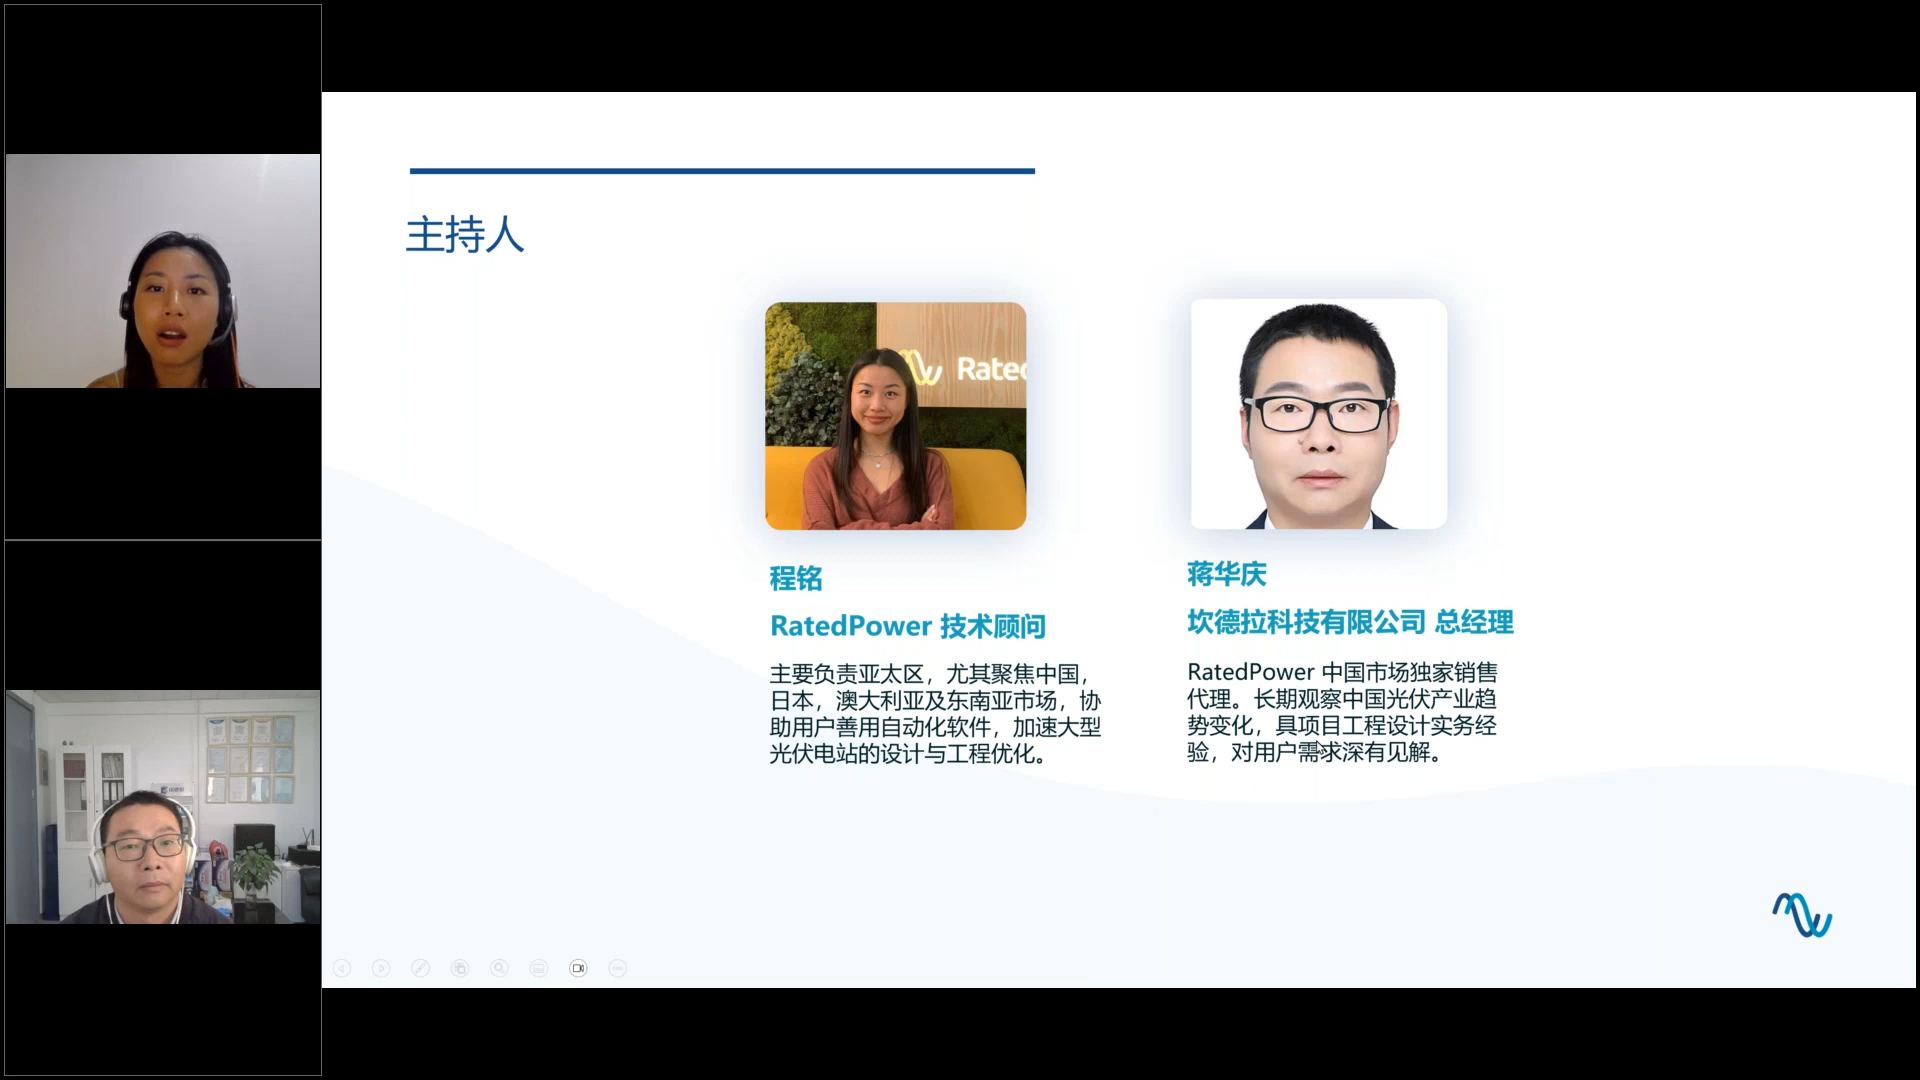 主持人
Rate
程铭
RatedPower 技术顾问
主要负责亚太区，尤其聚焦中国，
日本，澳大利亚及东南亚市场，协
助用户善用自动化软件，加速大型
光伏电站的设计与工程优化。
蒋华庆
坎德拉科技有限公司 总经理
RatedPower 中国市场独家销售
代理。长期观察中国光伏产业趋
势变化，具项目工程设计实务经
验，对用户需求深有见解。